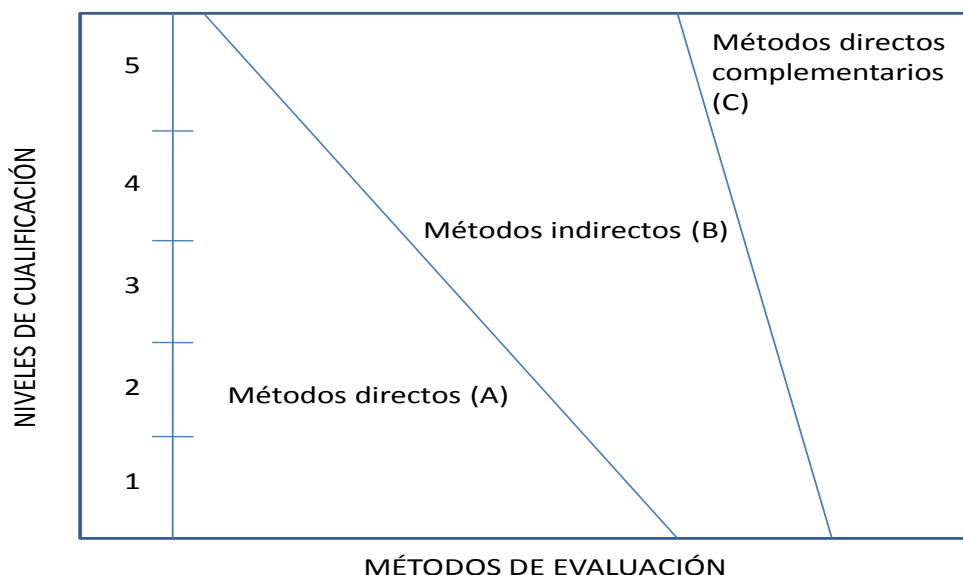 NIVELES DE CUALIFICACIÓN
5
4
3
2
1
Métodos directos
complementarios
(C)
Métodos indirectos (B)
Métodos directos (A)
MÉTODOS DE EVALUACIÓN